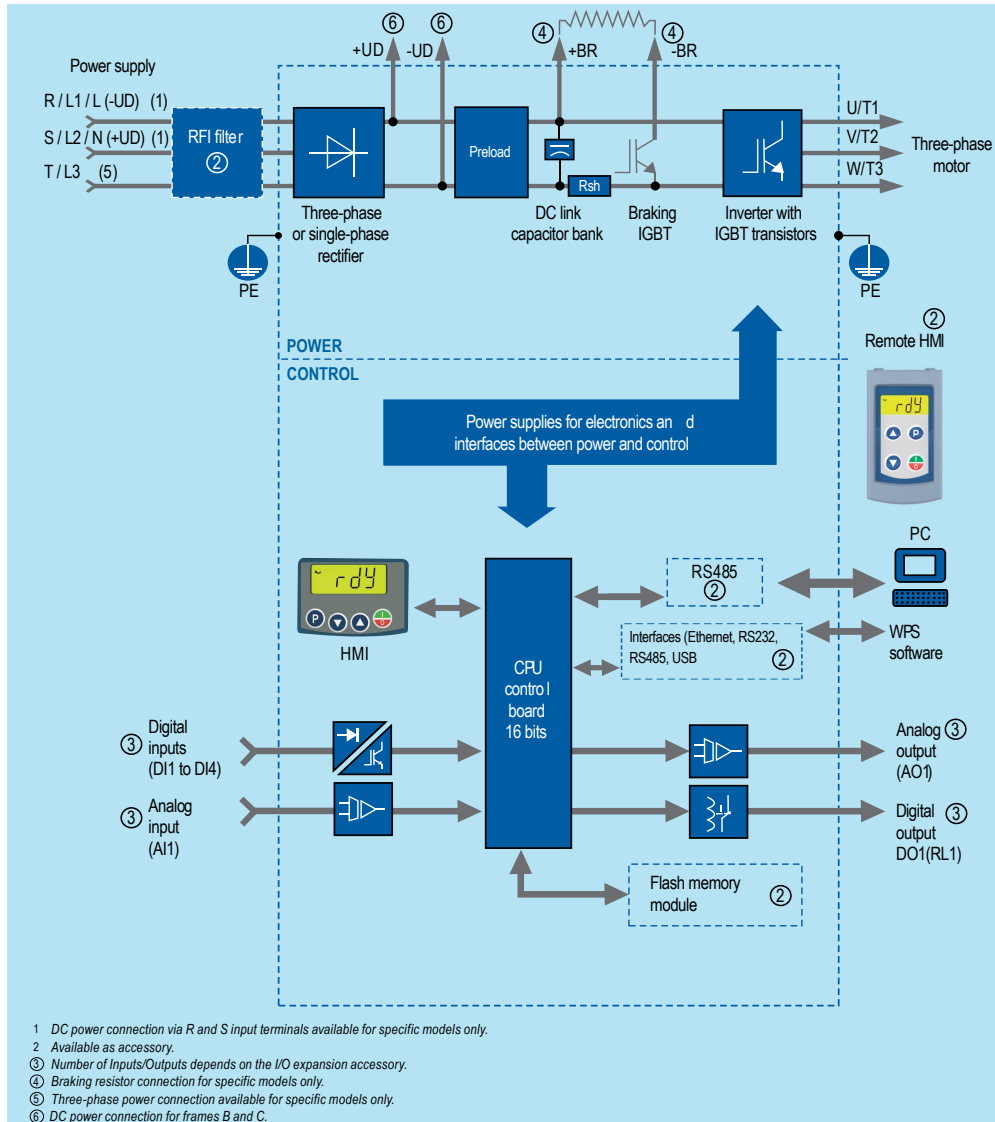 ⑥ ⑥ ④ ④
+UD -UD +BR -BR
Power supply
R / L1 / L (-UD) (1)
S / L2 / N (+UD) (1)
T / L3 (5)
RFI filter
②
Preload
Rsh
U/T1
V/T2
W/T3
Three-phase
motor
Three-phase
or single-phase
rectifier
DC link
capacitor bank
Braking
IGBT
Inverter with
IGBT transistors
PE
PE
POWER
CONTROL
②
Remote HMI
rdy
P
I
0
Power supplies for electronics an d
interfaces between power and control
PC
rdy
P
I
0
HMI
RS485
②
Interfaces (Ethernet, RS232,
RS485, USB ②
WPS
software
CPU
contro l
board
16 bits
③ Digital
inputs
(DI1 to DI4)
③ Analog
input
(AI1)
Analog ③
output
(AO1)
Digital ③
output
DO1(RL1)
Flash memory
module ②
1 DC power connection via R and S input terminals available for specific models only.
2 Available as accessory.
③ Number of Inputs/Outputs depends on the I/O expansion accessory.
④ Braking resistor connection for specific models only.
⑤ Three-phase power connection available for specific models only.
⑥ DC power connection for frames B and C.